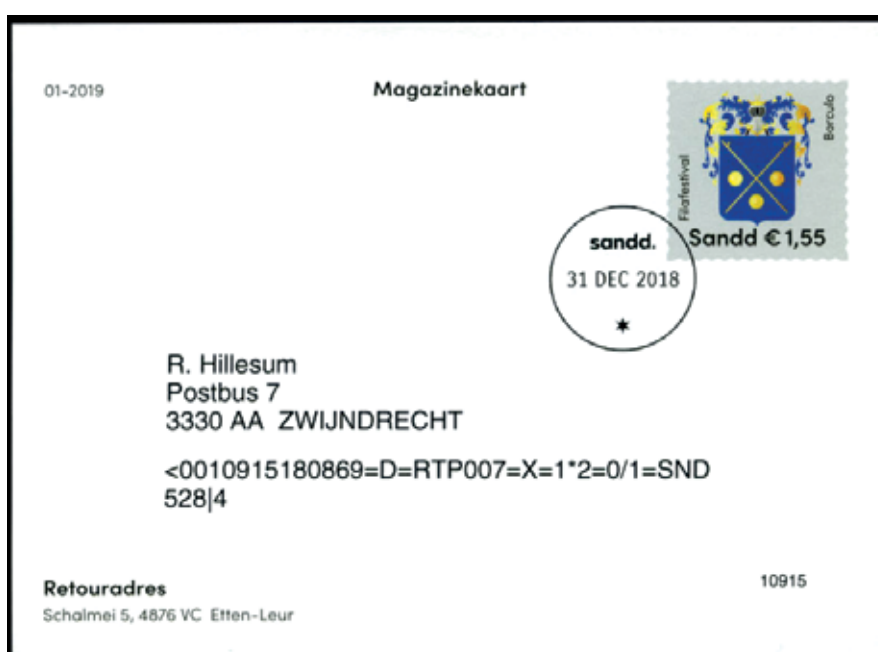 01-2019
Magazinekaart
Filafestival
Borculo
Sandd € 1,55
sandd.
31 DEC 2018
R. Hillesum
Postbus 7
3330 AA ZWIJNDRECHT
<0010915180869=D=RTP007=X=1*2=0/1=SND
528|4
10915
Retouradres
Schalmei 5, 4876 VC Etten-Leur